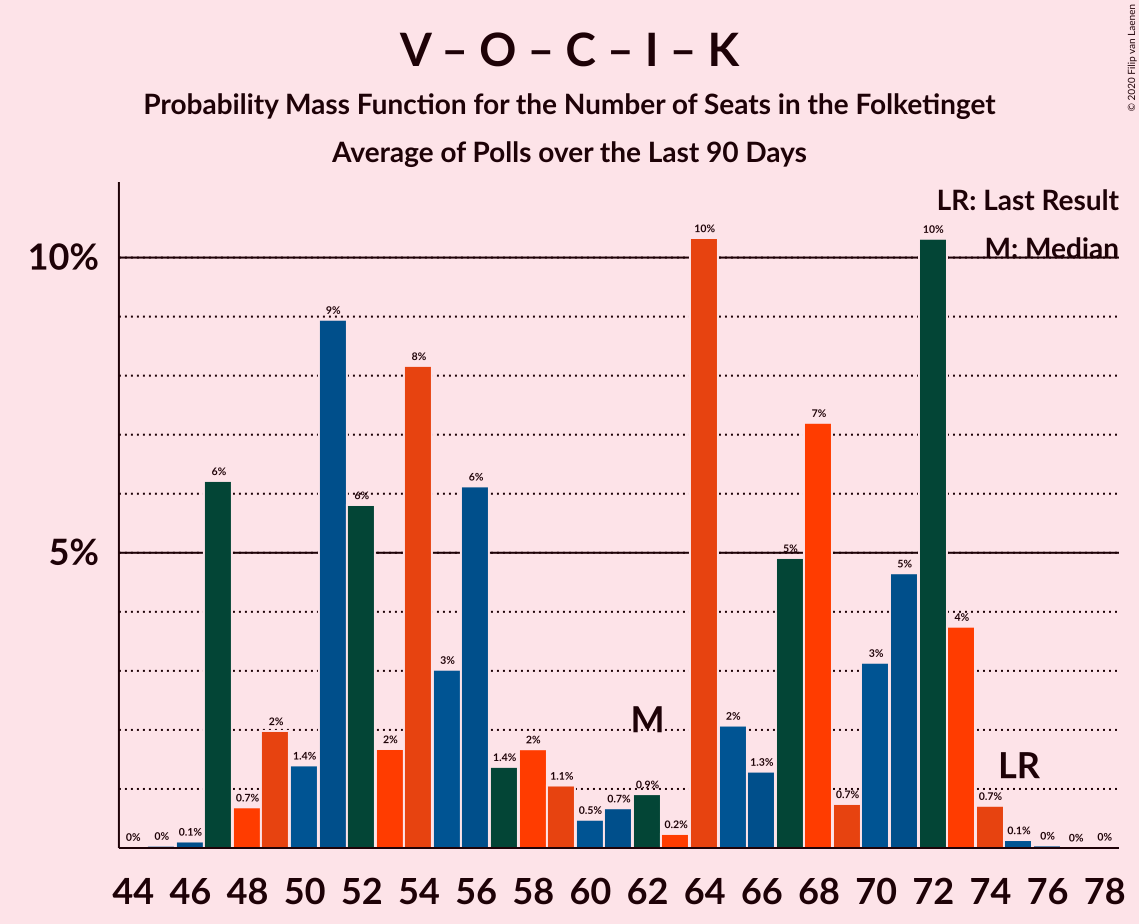 V – O – C – I – K
Probability Mass Function for the Number of Seats in the Folketinget
Average of Polls over the Last 90 Days
© 2020 Filip van Laenen
LR: Last Result
M: Median
10%
5%
0% 0% 0.1% 6% 0.7% 2% 1.4% 9% 6% 2% 8% 3% 6% 1.4% 2% 1.1% 0.5% 0.7% 0.9% 0.2% 10% 2% 1.3% 5% 7% 0.7% 3% 5% 10% 4% 0.7% 0.1% 0% 0% 0%
M
LR
44 46 48 50 52 54 56 58 60 62 64 66 68 70 72 74 76 78